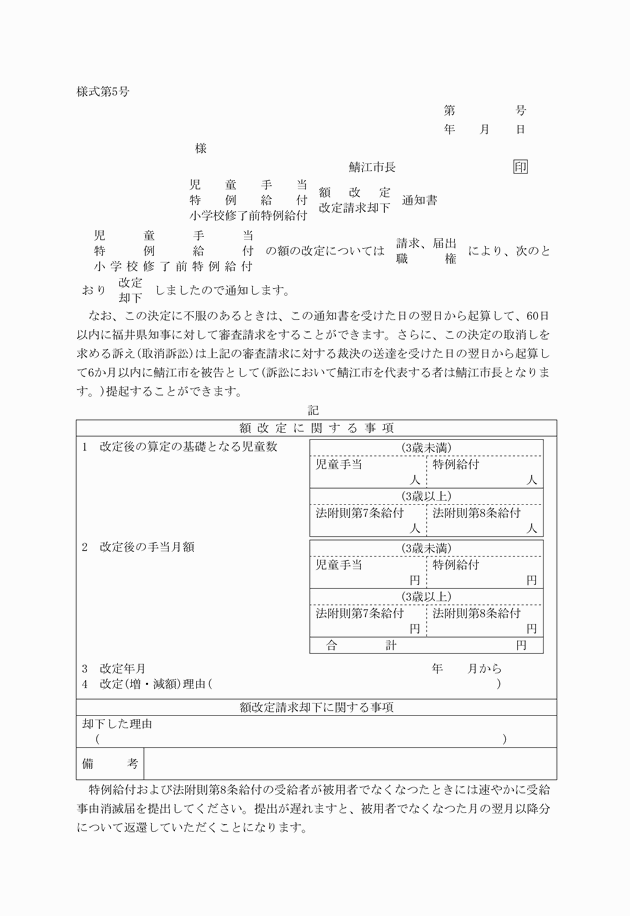 様式第5号
第　　　　　号
年　　月　　日
様
鯖江市長　　　　　　　　　　印
児童手当
特例給付
小学校修了前特例給付
額改定
改定請求却下
通知書
児童手当
特例給付
小学校修了前特例給付
の額の改定については
請求、届出
職権
により、次のと
おり
改定
却下
しましたので通知します。
なお、この決定に不服のあるときは、この通知書を受けた日の翌日から起算して、60日
以内に福井県知事に対して審査請求をすることができます。さらに、この決定の取消しを
求める訴え(取消訴訟)は上記の審査請求に対する裁決の送達を受けた日の翌日から起算し
て6か月以内に鯖江市を被告として(訴訟において鯖江市を代表する者は鯖江市長となりま
す。)提起することができます。
記
額改定に関する事項
1　改定後の算定の基礎となる児童数
(3歳未満)
児童手当　特例給付
人　人
(3歳以上)
法附則第7条給付　法附則第8条給付
人　人
2　改定後の手当月額
(3歳未満)
児童手当　特例給付
円　円
(3歳以上)
法附則第7条給付　法附則第8条給付
円　円
合　　計　　円
3　改定年月　　年　　月から
4　改定(増・減額)理由(　　)
額改定請求却下に関する事項
却下した理由
(　　)
備　　考
特例給付および法附則第8条給付の受給者が被用者でなくなつたときには速やかに受給
事由消滅届を提出してください。提出が遅れますと、被用者でなくなつた月の翌月以降分
について返還していただくことになります。